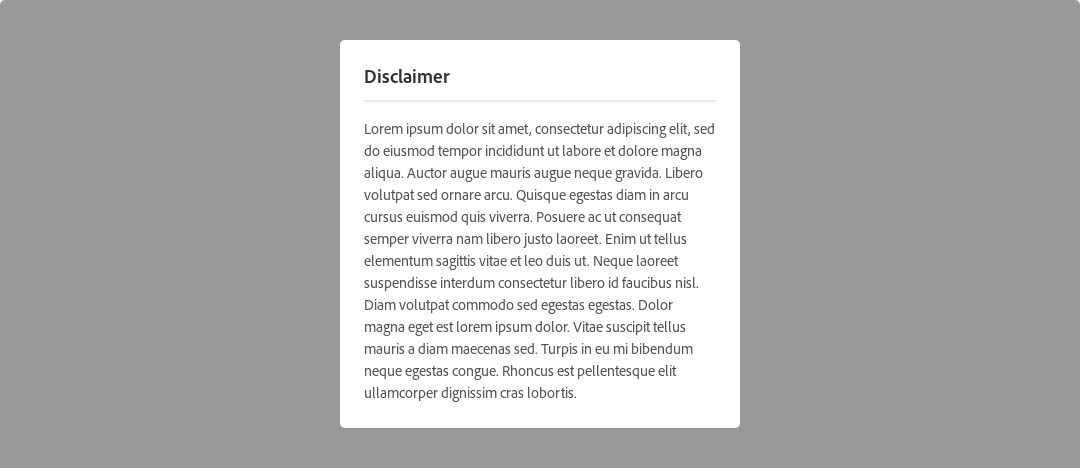 Disclaimer
Lorem ipsum dolor sit amet, consectetur adipiscing elit, sed
do eiusmod tempor incididunt ut labore et dolore magna
aliqua. Auctor augue mauris augue neque gravida. Libero
volutpat sed ornare arcu. Quisque egestas diam in arcu
cursus euismod quis viverra. Posuere ac ut consequat
semper viverra nam libero justo laoreet. Enim ut tellus
elementum sagittis vitae et leo duis ut. Neque laoreet
suspendisse interdum consectetur libero id faucibus nisl.
Diam volutpat commodo sed egestas egestas. Dolor
magna eget est lorem ipsum dolor. Vitae suscipit tellus
mauris a diam maecenas sed. Turpis in eu mi bibendum
neque egestas congue. Rhoncus est pellentesque elit
ullamcorper dignissim cras lobortis.